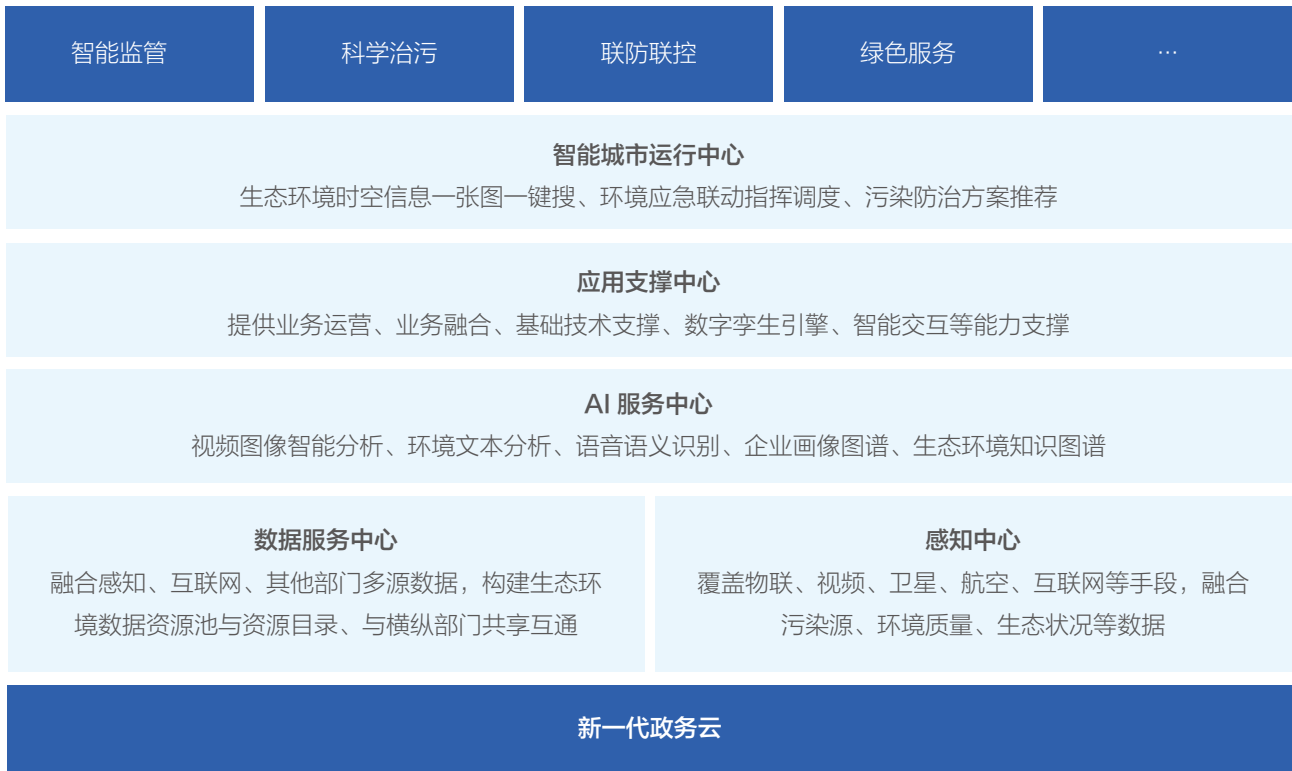 智能监管
科学治污
联防联控
绿色服务
…
智能城市运行中心
生态环境时空信息一张图一键搜、环境应急联动指挥调度、污染防治方案推荐
应用支撑中心
提供业务运营、业务融合、基础技术支撑、数字孪生引擎、智能交互等能力支撑
AI 服务中心
视频图像智能分析、环境文本分析、语音语义识别、企业画像图谱、生态环境知识图谱
数据服务中心
融合感知、互联网、其他部门多源数据，构建生态环
境数据资源池与资源目录、与横纵部门共享互通
感知中心
覆盖物联、视频、卫星、航空、互联网等手段，融合
污染源、环境质量、生态状况等数据
新一代政务云